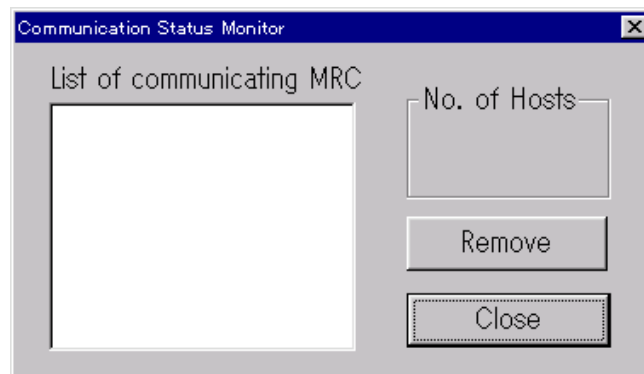 Communication Status Monitor
List of communicating MRC
No. of Hosts
Remove
Close